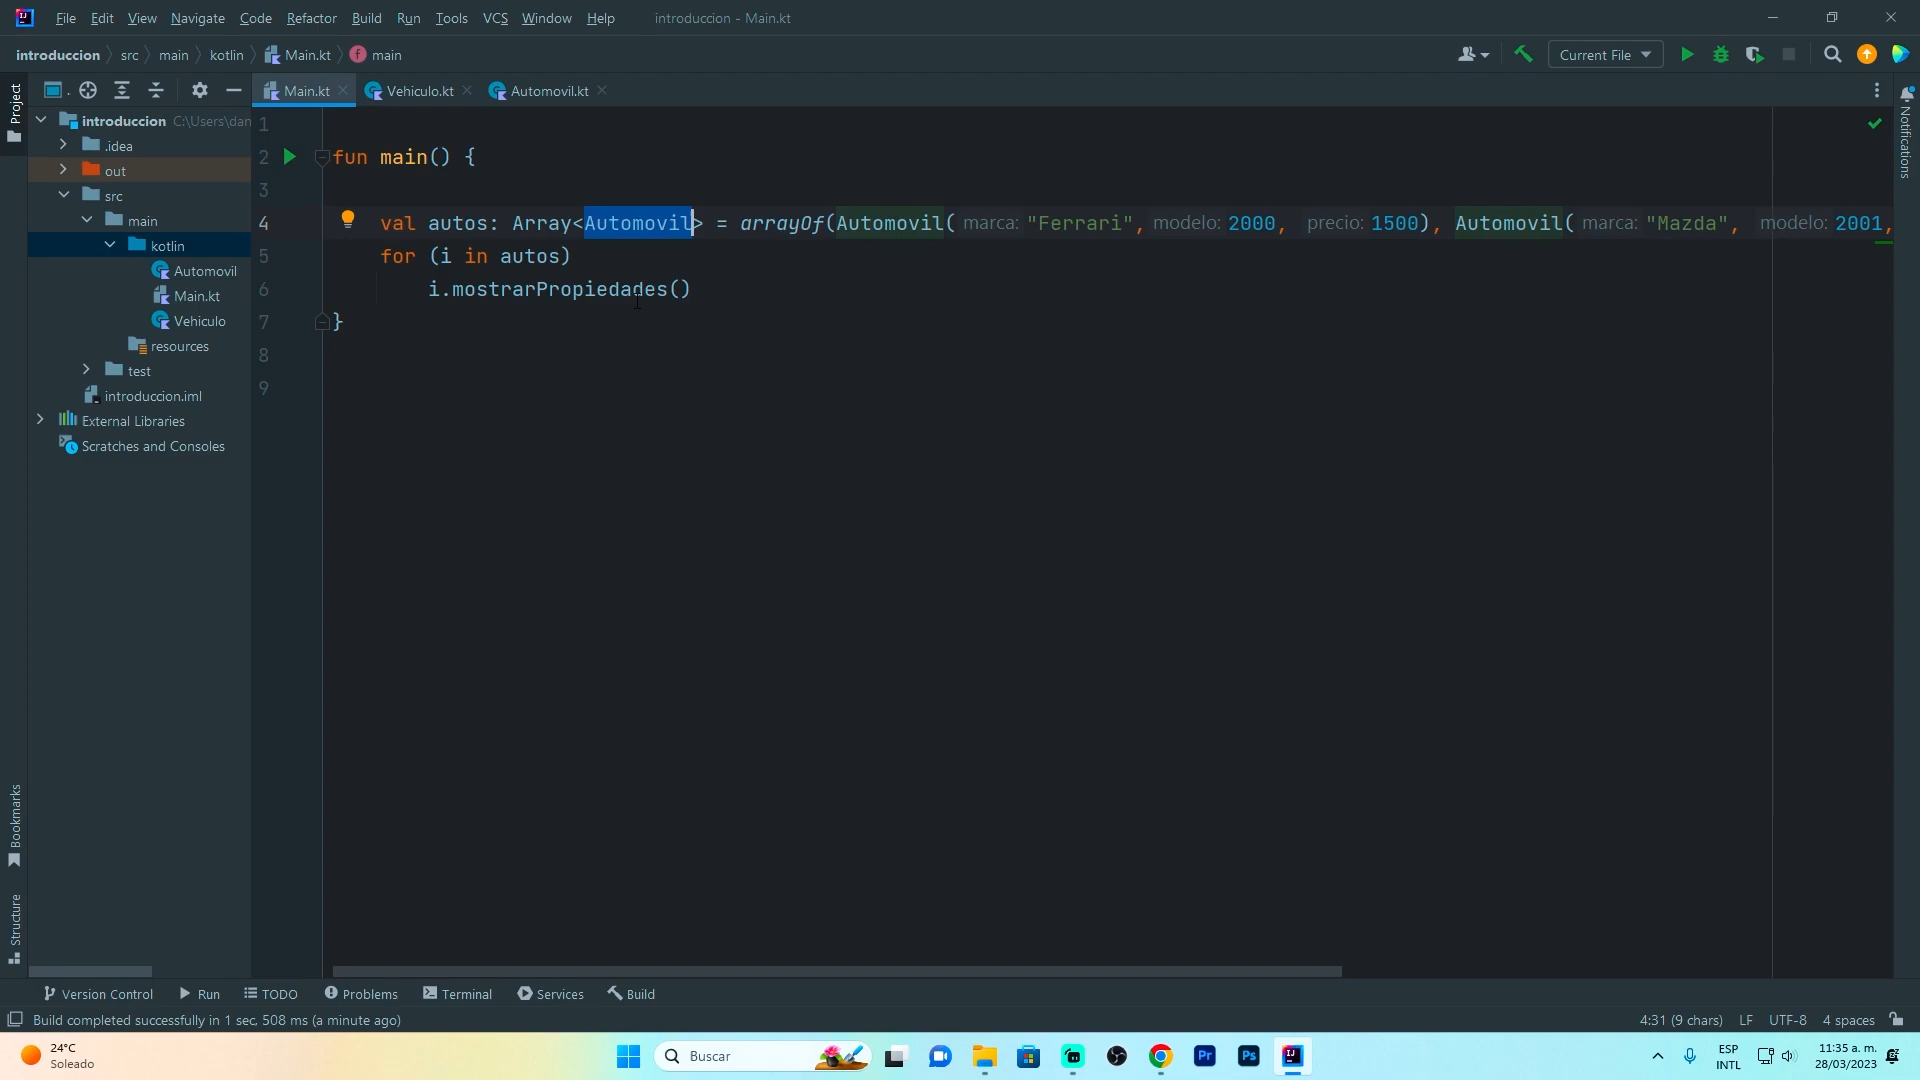 File Edit View Navigate Code Refactor Build Run Tools VCS Window Help introduccion - Main.kt
introduccion src main kotlin Main.kt main Current File
Main.kt Vehiculo.kt Automovil.kt
Project
Notifications
introduccion C:\Users\dan
.idea
out
src
main
kotlin
Automovil
Main.kt
Vehiculo
resources
test
introduccion.iml
External Libraries
Scratches and Consoles
1
2 fun main() {
3
4 val autos: Array<Automovil> = arrayOf(Automovil( marca: "Ferrari", modelo: 2000, precio: 1500), Automovil( marca: "Mazda", modelo: 2001,
5 for (i in autos)
6 i.mostrarPropiedades()
7 }
8
9
Bookmarks
Structure
Version Control Run TODO Problems Terminal Services Build
Build completed successfully in 1 sec, 508 ms (a minute ago) 4:31 (9 chars) LF UTF-8 4 spaces
24°C
Soleado
Buscar
Pr Ps
ESP
INTL
11:35 a. m.
28/03/2023